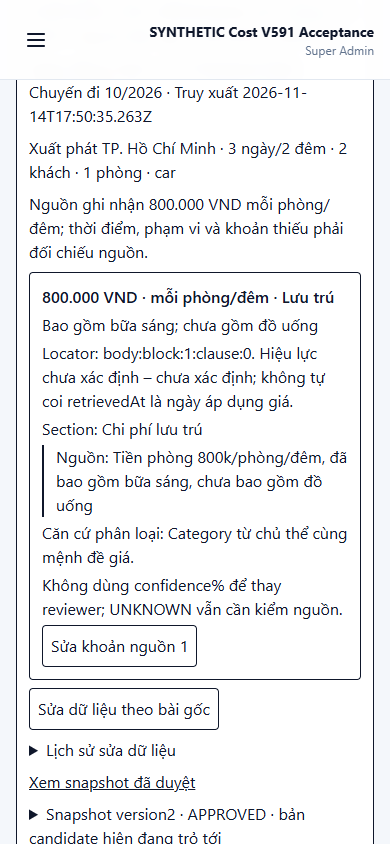 SYNTHETIC Cost V591 Acceptance
Super Admin
Chuyến đi 10/2026 · Truy xuất 2026-11-
14T17:50:35.263Z
Xuất phát TP. Hồ Chí Minh · 3 ngày/2 đêm · 2
khách · 1 phòng · car
Nguồn ghi nhận 800.000 VND mỗi phòng/
đêm; thời điểm, phạm vi và khoản thiếu phải
đối chiếu nguồn.
800.000 VND · mỗi phòng/đêm · Lưu trú
Bao gồm bữa sáng; chưa gồm đồ uống
Locator: body:block:1:clause:0. Hiệu lực
chưa xác định – chưa xác định; không tự
coi retrievedAt là ngày áp dụng giá.
Section: Chi phí lưu trú
Nguồn: Tiền phòng 800k/phòng/đêm, đã
bao gồm bữa sáng, chưa bao gồm đồ
uống
Căn cứ phân loại: Category từ chủ thể cùng
mệnh đề giá.
Không dùng confidence% để thay
reviewer; UNKNOWN vẫn cần kiểm nguồn.
Sửa khoản nguồn 1
Sửa dữ liệu theo bài gốc
▶ Lịch sử sửa dữ liệu
Xem snapshot đã duyệt
▶ Snapshot version2 · APPROVED · bản
candidate hiện đang trỏ tới